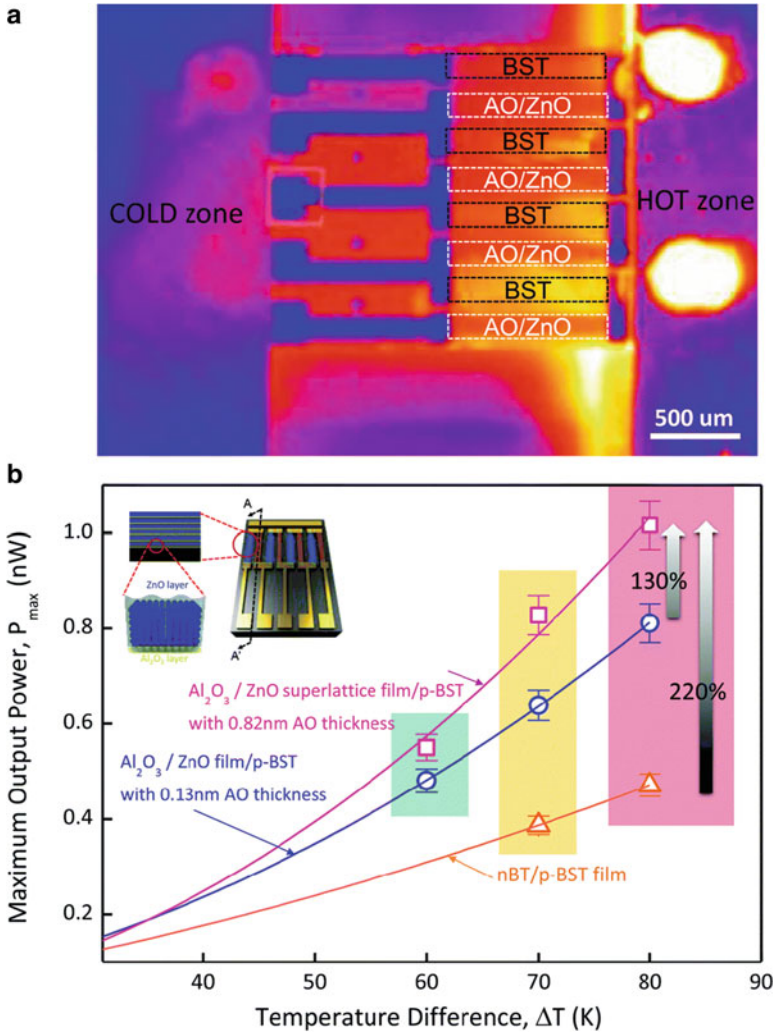 a
BST
AO/ZnO
BST
AO/ZnO
COLD zone
BST
HOT zone
AO/ZnO
BST
AO/ZnO
500 um
b
Maximum Output Power, P_max (nW)
1.0
0.8
0.6
0.4
0.2
A
A'
ZnO layer
Al₂O₃ layer
130%
220%
Al₂O₃ / ZnO superlattice film/p-BST
with 0.82nm AO thickness
Al₂O₃ / ZnO film/p-BST
with 0.13nm AO thickness
nBT/p-BST film
40 50 60 70 80 90
Temperature Difference, ΔT (K)